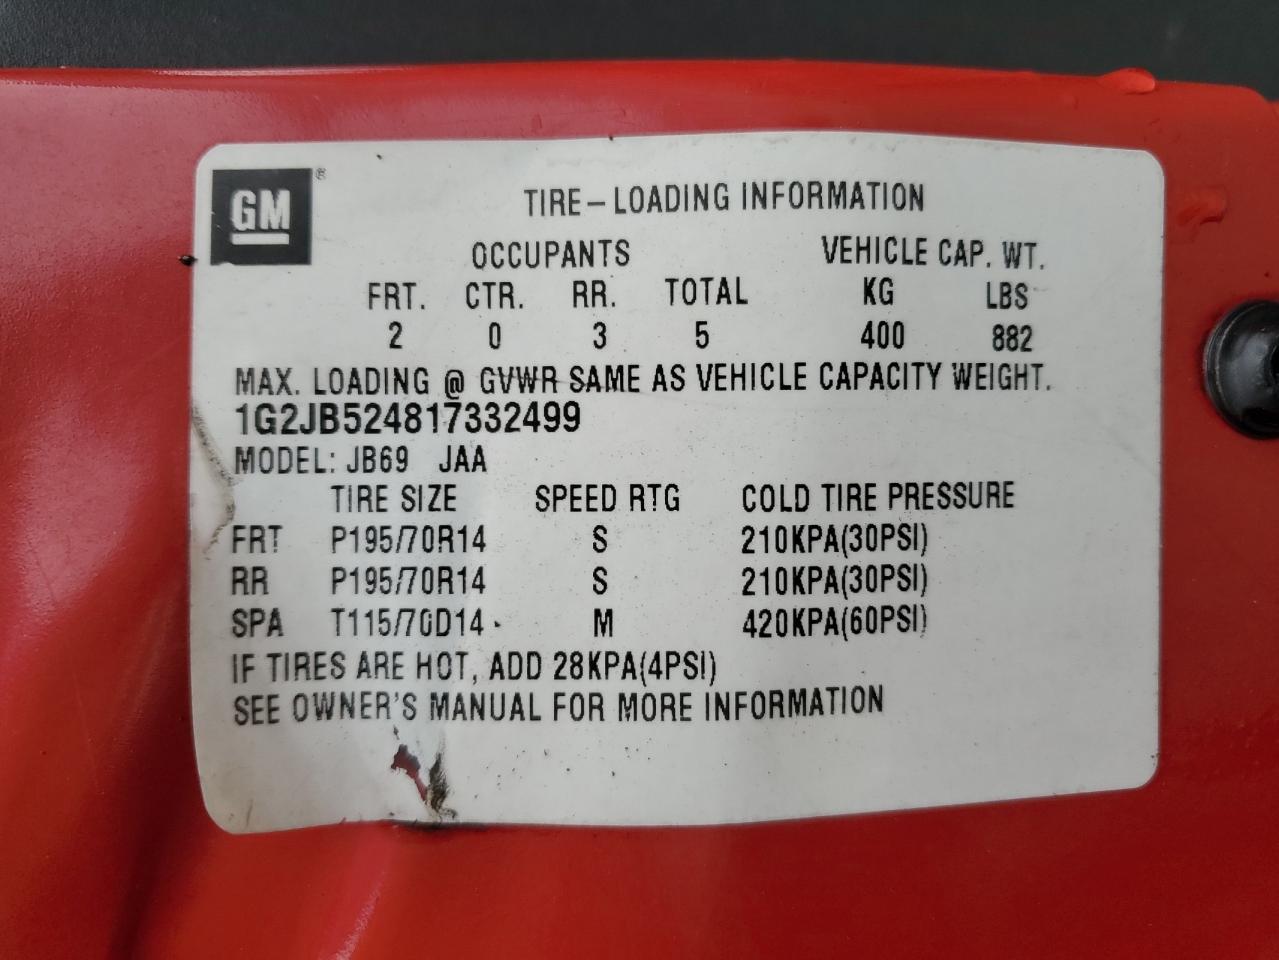 GM®
TIRE-LOADING INFORMATION
OCCUPANTS VEHICLE CAP. WT.
FRT. CTR. RR. TOTAL KG LBS
2 0 3 5 400 882
MAX. LOADING @ GVWR SAME AS VEHICLE CAPACITY WEIGHT.
1G2JB524817332499
MODEL: JB69 JAA
TIRE SIZE SPEED RTG COLD TIRE PRESSURE
FRT P195/70R14 S 210KPA(30PSI)
RR P195/70R14 S 210KPA(30PSI)
SPA T115/70D14 M 420KPA(60PSI)
IF TIRES ARE HOT, ADD 28KPA(4PSI)
SEE OWNER'S MANUAL FOR MORE INFORMATION